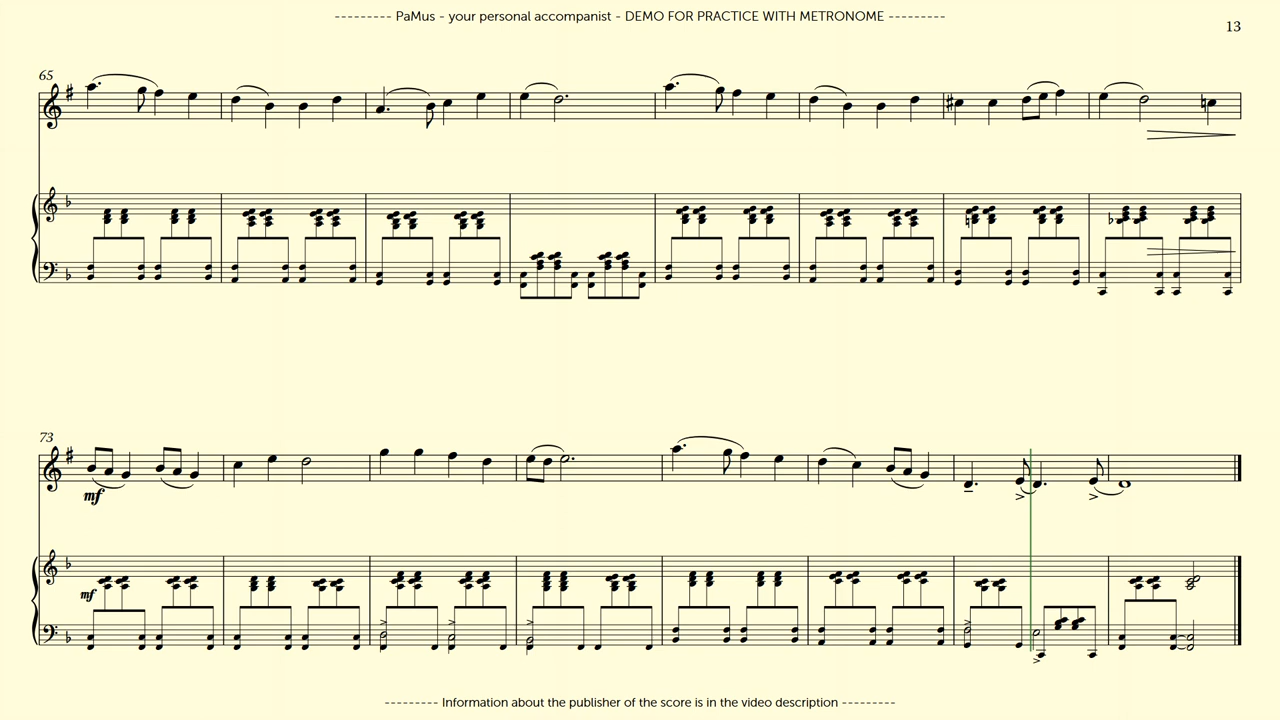 --------- PaMus - your personal accompanist - DEMO FOR PRACTICE WITH METRONOME ---------
13
65
73
mf
mf
--------- Information about the publisher of the score is in the video description ---------